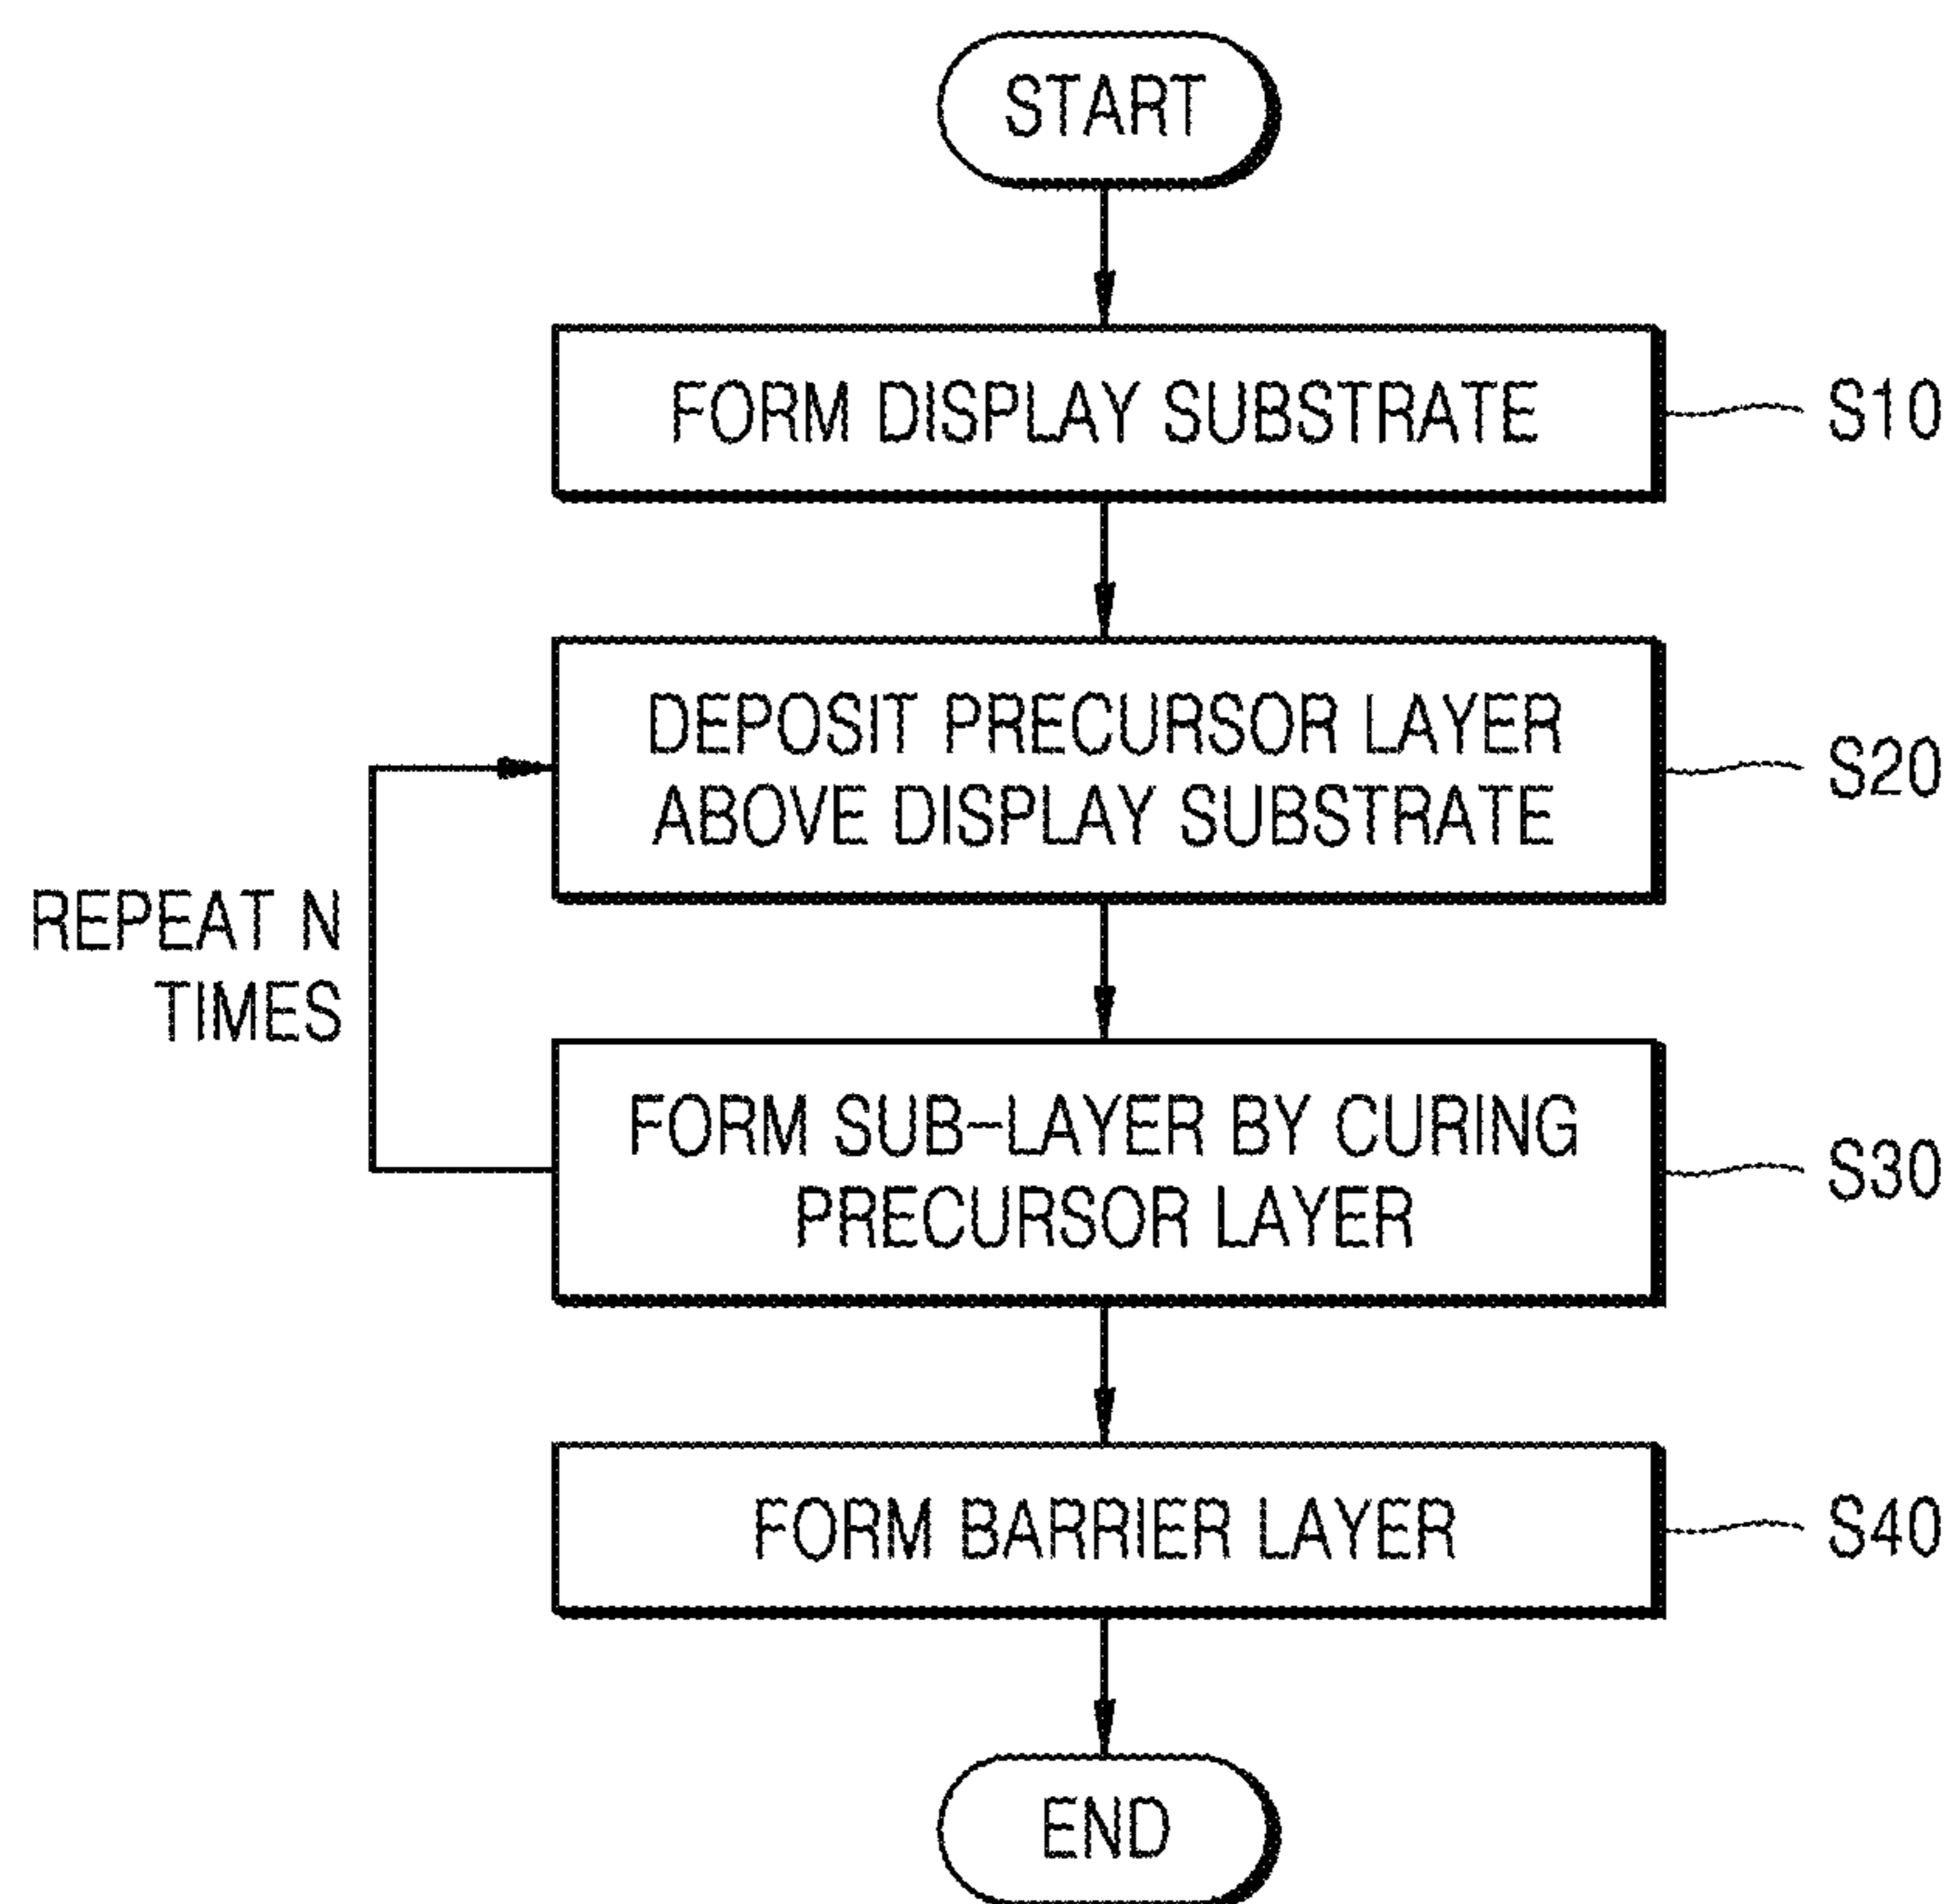 START
FORM DISPLAY SUBSTRATE
S10
DEPOSIT PRECURSOR LAYER
ABOVE DISPLAY SUBSTRATE
S20
REPEAT N
TIMES
FORM SUB-LAYER BY CURING
PRECURSOR LAYER
S30
FORM BARRIER LAYER
S40
END